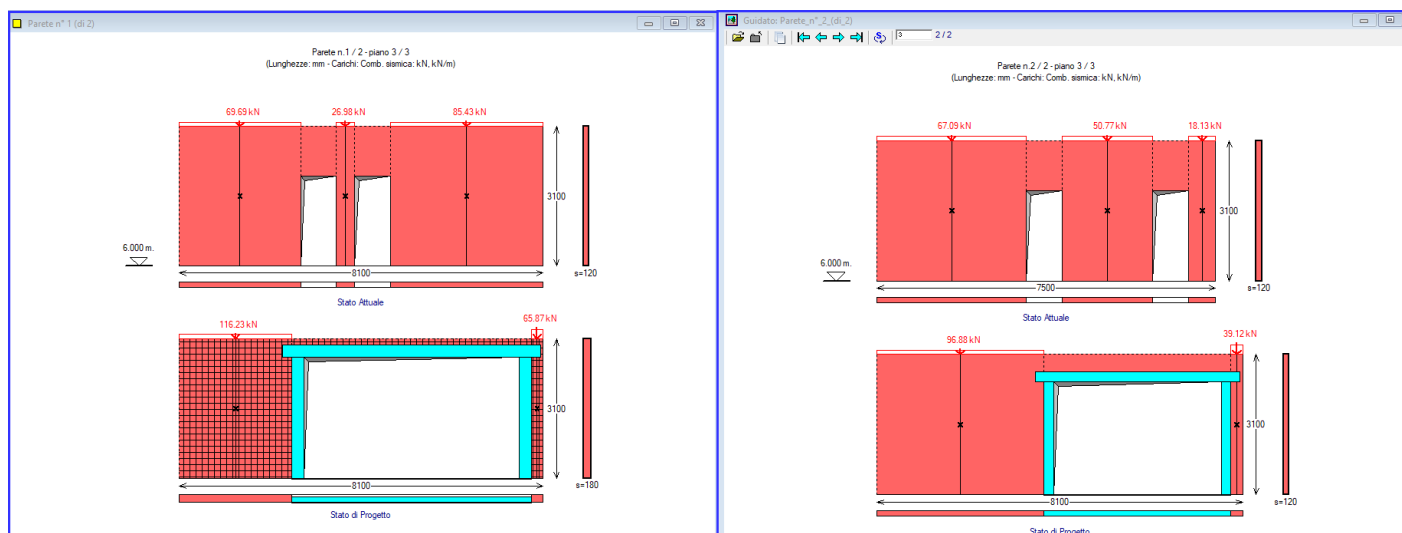 Parete n° 1 (di 2)
Parete n.1 / 2 - piano 3 / 3
(Lunghezze: mm - Carichi: Comb. sismica: kN, kN/m)
69.69 kN
26.98 kN
85.43 kN
3100
6.000 m.
8100
s=120
Stato Attuale
116.23 kN
65.87 kN
3100
8100
s=180
Stato di Progetto
Guidato: Parete_n°_2_(di_2)
3
2 / 2
Parete n.2 / 2 - piano 3 / 3
(Lunghezze: mm - Carichi: Comb. sismica: kN, kN/m)
67.09 kN
50.77 kN
18.13 kN
3100
6.000 m.
7500
s=120
Stato Attuale
96.88 kN
39.12 kN
3100
8100
s=120
Stato di Progetto